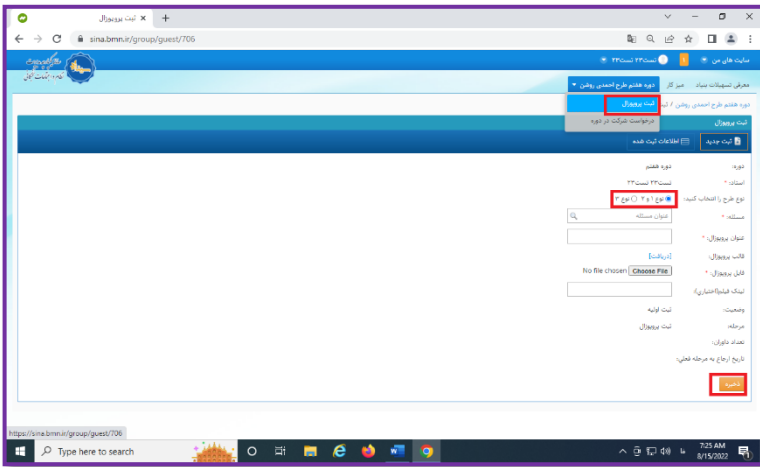 ثبت پروپوزال
sina.bmn.ir/group/guest/706
سایت های من
تست۲۳ تست۲۳
معرفی تسهیلات بنیاد
میز کار
دوره هفتم طرح احمدی روشن
ثبت پروپوزال
درخواست شرکت در دوره
دوره هفتم طرح احمدی روشن /
ثبت پروپوزال
ثبت جدید
اطلاعات ثبت شده
دوره:
دوره هفتم
استاد: *
تست۲۳ تست۲۳
نوع طرح را انتخاب کنید:
نوع ۱ و ۲
نوع ۳
مسئله: *
عنوان مسئله
عنوان پروپوزال: *
قالب پروپوزال:
[دریافت]
فایل پروپوزال: *
Choose File No file chosen
لینک فیلم(اختیاری):
وضعیت:
ثبت اولیه
مرحله:
ثبت پروپوزال
تعداد داوران:
تاریخ ارجاع به مرحله فعلی:
ذخیره
https://sina.bmn.ir/group/guest/706
Type here to search
7:25 AM
8/15/2022